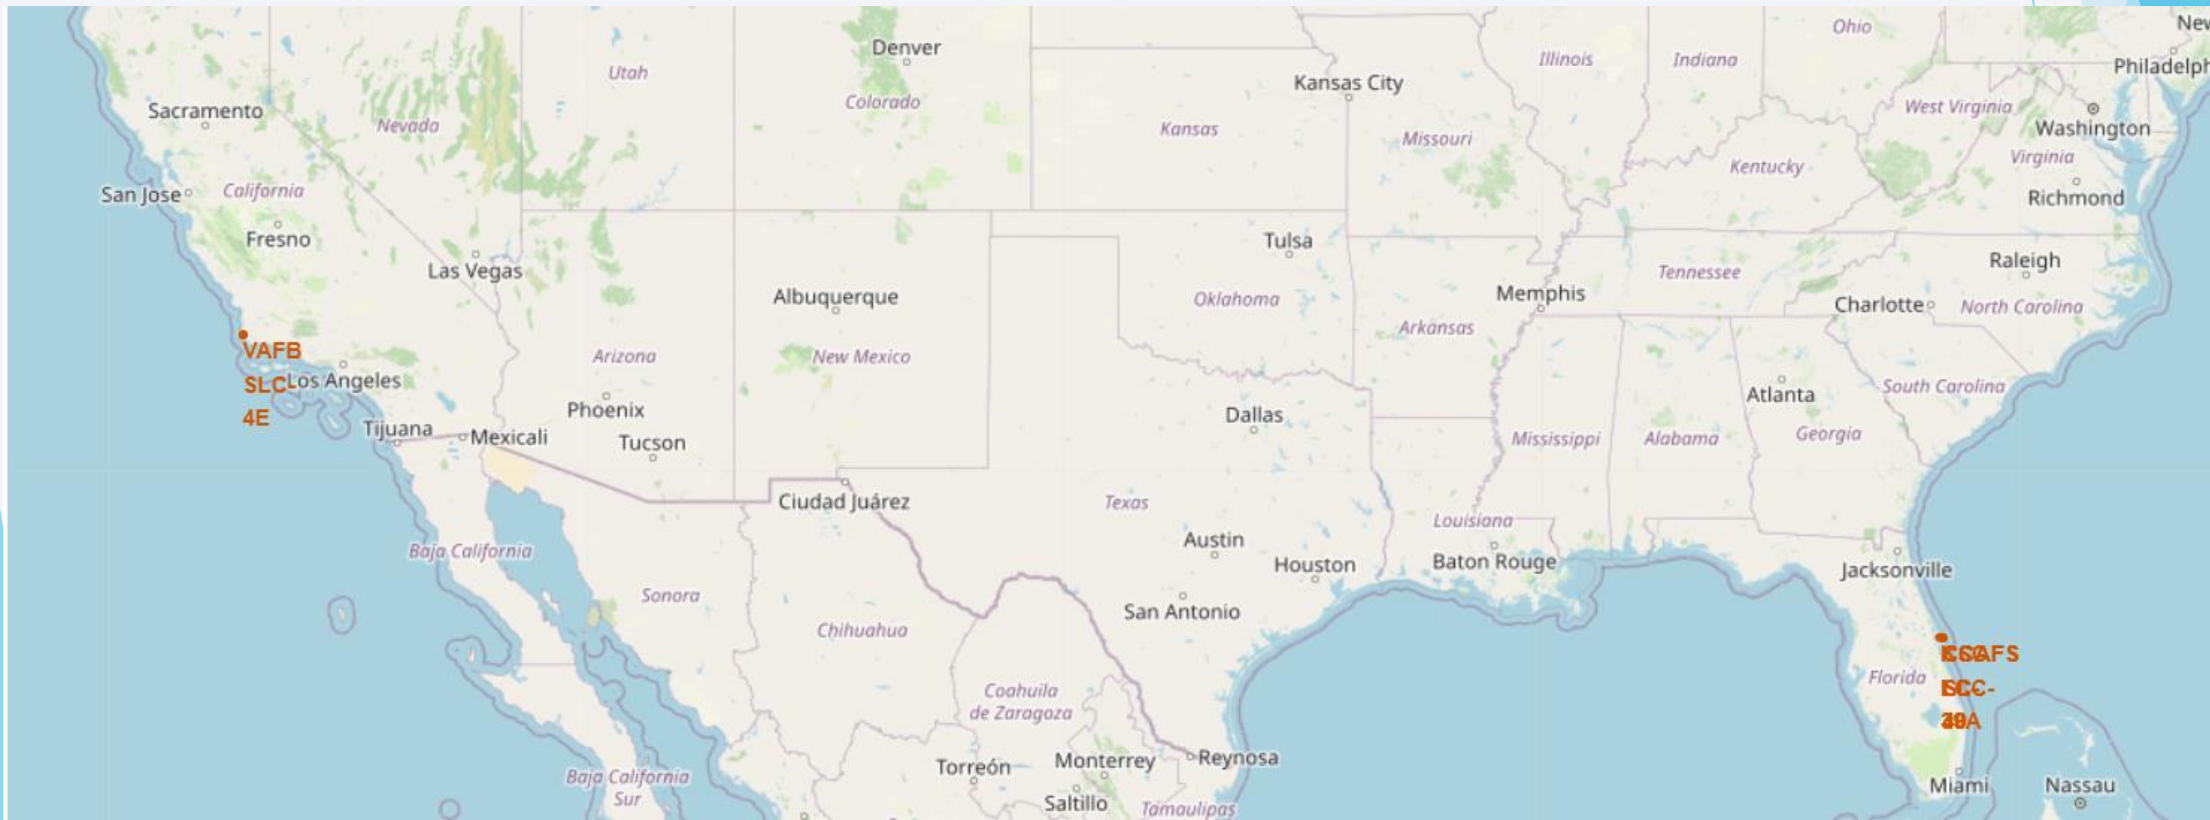 New
Ohio
Denver
Illinois
Indiana
Philadelph
Utah
Kansas City
Colorado
West Virginia
Sacramento
Nevada
Kansas
Missouri
Washington
Virginia
Kentucky
San Jose
California
Richmond
Fresno
Tulsa
Las Vegas
Raleigh
Tennessee
Albuquerque
Oklahoma
Memphis
Charlotte
North Carolina
Arkansas
VAFB
Arizona
New Mexico
SLC-
Los Angeles
South Carolina
Atlanta
Phoenix
4E
Dallas
Tijuana
Mexicali
Tucson
Mississippi
Alabama
Georgia
Ciudad Juárez
Texas
Louisiana
Austin
Baja California
Houston
Baton Rouge
Jacksonville
Sonora
San Antonio
Chihuahua
Florida
Coahuila
de Zaragoza
Torreón
Monterrey
Reynosa
Baja California
Sur
Miami
Nassau
Saltillo
Tamaulipas